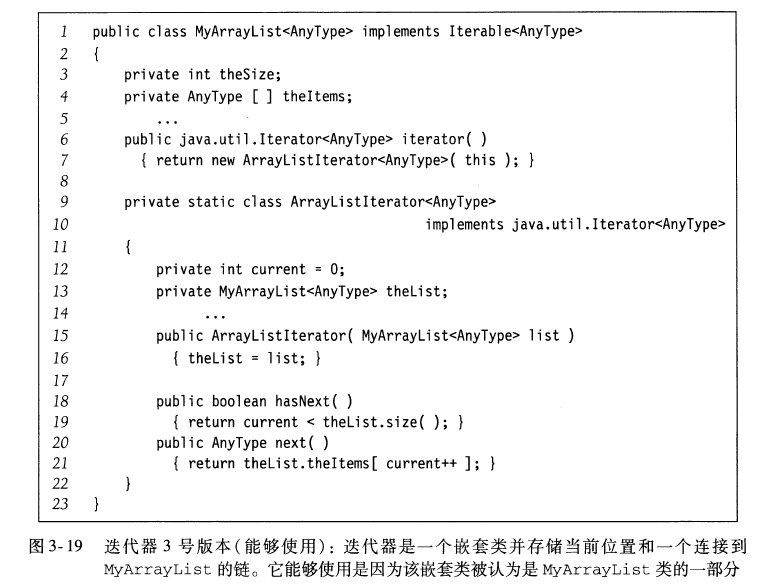 1 public class MyArrayList<AnyType> implements Iterable<AnyType>
2 {
3 private int theSize;
4 private AnyType [ ] theItems;
5 ...
6 public java.util.Iterator<AnyType> iterator( )
7 { return new ArrayListIterator<AnyType>( this ); }
8
9 private static class ArrayListIterator<AnyType>
10 implements java.util.Iterator<AnyType>
11 {
12 private int current = 0;
13 private MyArrayList<AnyType> theList;
14 ...
15 public ArrayListIterator( MyArrayList<AnyType> list )
16 { theList = list; }
17
18 public boolean hasNext( )
19 { return current < theList.size( ); }
20 public AnyType next( )
21 { return theList.theItems[ current++ ]; }
22 }
23 }
图 3-19 迭代器 3 号版本(能够使用): 迭代器是一个嵌套类并存储当前位置和一个连接到
MyArrayList 的链。它能够使用是因为该嵌套类被认为是 MyArrayList 类的一部分